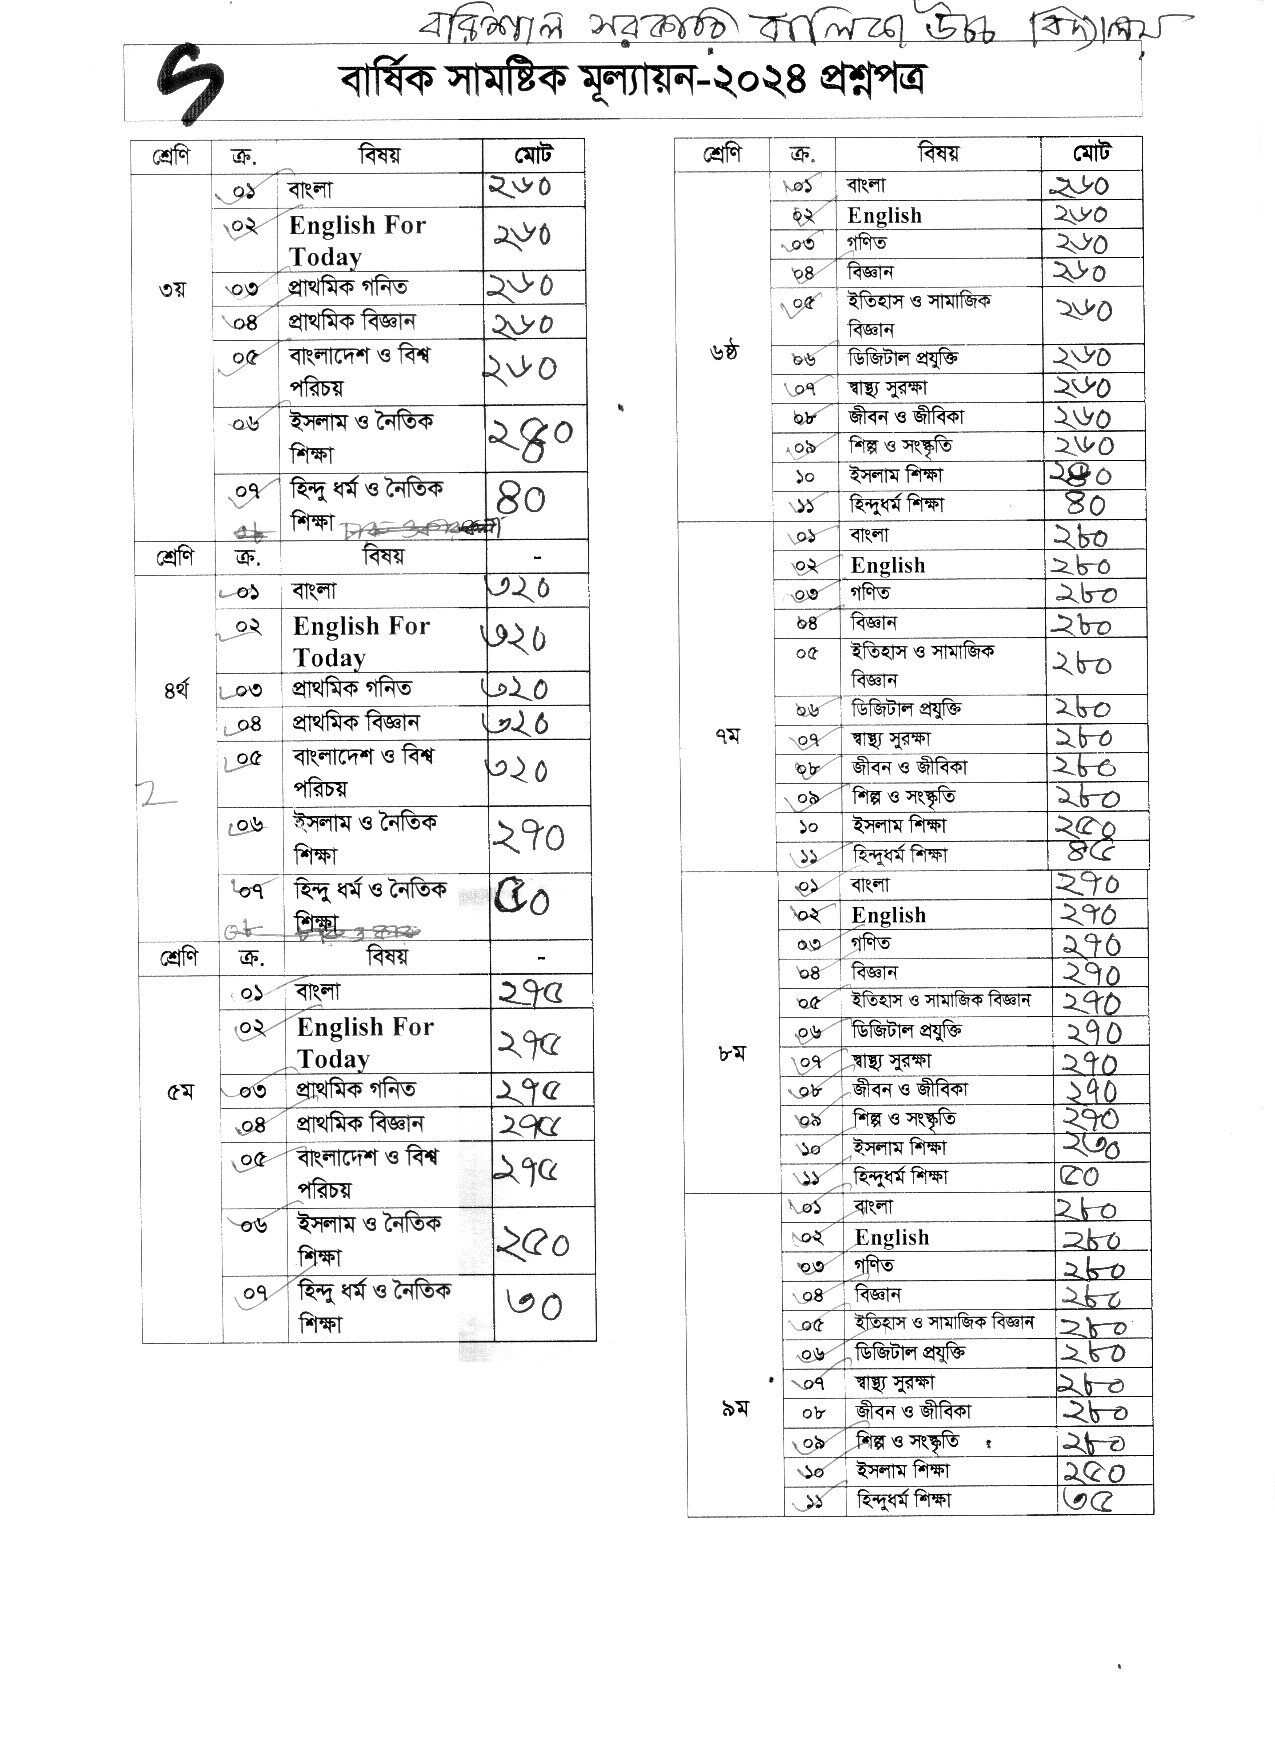 বরিশাল সরকারি বালিকা উচ্চ বিদ্যালয়
বার্ষিক সামষ্টিক মূল্যায়ন-২০২৪ প্রশ্নপত্র
শ্রেণি ক্র. বিষয় মোট
০১ বাংলা ২৬০
০২ English For
Today ২৬০
৩য় ০৩ প্রাথমিক গনিত ২৬০
০৪ প্রাথমিক বিজ্ঞান ২৬০
০৫ বাংলাদেশ ও বিশ্ব
পরিচয় ২৬০
০৬ ইসলাম ও নৈতিক
শিক্ষা ২৪০
০৭ হিন্দু ধর্ম ও নৈতিক
শিক্ষা ৪০
শ্রেণি ক্র. বিষয় -
০১ বাংলা ৩২০
০২ English For
Today ৩২০
৪র্থ ০৩ প্রাথমিক গনিত ৩২০
০৪ প্রাথমিক বিজ্ঞান ৩২০
০৫ বাংলাদেশ ও বিশ্ব
পরিচয় ৩২০
০৬ ইসলাম ও নৈতিক
শিক্ষা ২৭০
০৭ হিন্দু ধর্ম ও নৈতিক
শিক্ষা ৫০
শ্রেণি ক্র. বিষয় -
০১ বাংলা ২৭৫
০২ English For
Today ২৭৫
৫ম ০৩ প্রাথমিক গনিত ২৭৫
০৪ প্রাথমিক বিজ্ঞান ২৭৫
০৫ বাংলাদেশ ও বিশ্ব
পরিচয় ২৭৫
০৬ ইসলাম ও নৈতিক
শিক্ষা ২৫০
০৭ হিন্দু ধর্ম ও নৈতিক
শিক্ষা ৩০
শ্রেণি ক্র. বিষয় মোট
০১ বাংলা ২৬০
০২ English ২৬০
০৩ গণিত ২৬০
০৪ বিজ্ঞান ২৬০
০৫ ইতিহাস ও সামাজিক
বিজ্ঞান ২৬০
৬ষ্ঠ ০৬ ডিজিটাল প্রযুক্তি ২৬০
০৭ স্বাস্থ্য সুরক্ষা ২৬০
০৮ জীবন ও জীবিকা ২৬০
০৯ শিল্প ও সংস্কৃতি ২৬০
১০ ইসলাম শিক্ষা ২৪০
১১ হিন্দুধর্ম শিক্ষা ৪০
০১ বাংলা ২৮০
০২ English ২৮০
০৩ গণিত ২৮০
০৪ বিজ্ঞান ২৮০
০৫ ইতিহাস ও সামাজিক
বিজ্ঞান ২৮০
০৬ ডিজিটাল প্রযুক্তি ২৮০
৭ম ০৭ স্বাস্থ্য সুরক্ষা ২৮০
০৮ জীবন ও জীবিকা ২৮০
০৯ শিল্প ও সংস্কৃতি ২৮০
১০ ইসলাম শিক্ষা ২৫০
১১ হিন্দুধর্ম শিক্ষা ৪৫
০১ বাংলা ২৭০
০২ English ২৭০
০৩ গণিত ২৭০
০৪ বিজ্ঞান ২৭০
০৫ ইতিহাস ও সামাজিক বিজ্ঞান ২৭০
০৬ ডিজিটাল প্রযুক্তি ২৭০
৮ম ০৭ স্বাস্থ্য সুরক্ষা ২৭০
০৮ জীবন ও জীবিকা ২৭০
০৯ শিল্প ও সংস্কৃতি ২৭০
১০ ইসলাম শিক্ষা ২৩০
১১ হিন্দুধর্ম শিক্ষা ৫০
০১ বাংলা ২৮০
০২ English ২৮০
০৩ গণিত ২৮০
০৪ বিজ্ঞান ২৮০
০৫ ইতিহাস ও সামাজিক বিজ্ঞান ২৮০
০৬ ডিজিটাল প্রযুক্তি ২৮০
০৭ স্বাস্থ্য সুরক্ষা ২৮০
৯ম ০৮ জীবন ও জীবিকা ২৮০
০৯ শিল্প ও সংস্কৃতি ২৮০
১০ ইসলাম শিক্ষা ২৫০
১১ হিন্দুধর্ম শিক্ষা ৩৫